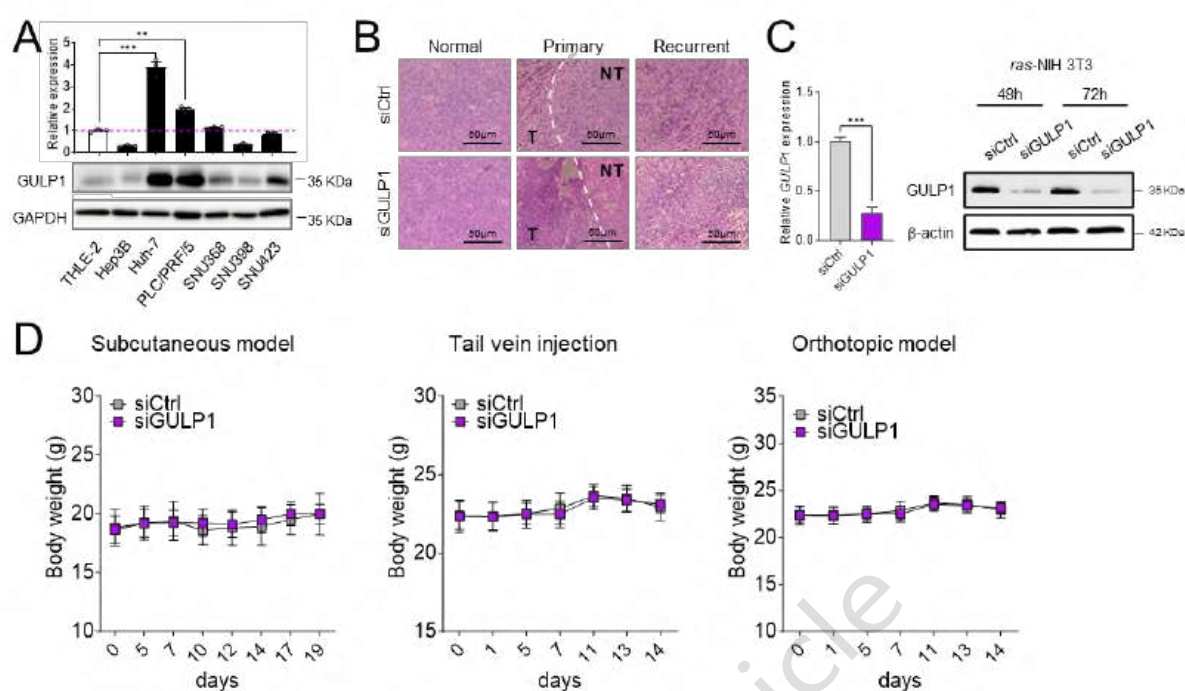 A
**
***
Relative expression
5
4
3
2
1
0
GULP1
35 KDa
GAPDH
35 KDa
THLE-2
Hep3B
Huh-7
PLC/PRF/5
SNU368
SNU398
SNU423
B
Normal Primary Recurrent
siCtrl
NT
T
50μm 50μm 50μm
siGULP1
NT
T
50μm 50μm 50μm
C
Relative GULP1 expression
1.5
1.0
0.5
0.0
***
siCtrl
siGULP1
ras-NIH 3T3
48h 72h
siCtrl siGULP1 siCtrl siGULP1
GULP1
35 KDa
β-actin
42 KDa
D
Subcutaneous model
Body weight (g)
30
25
20
15
10
siCtrl
siGULP1
0 5 7 10 12 14 17 19
days
Tail vein injection
Body weight (g)
30
25
20
15
siCtrl
siGULP1
0 1 5 7 11 13 14
days
Orthotopic model
Body weight (g)
35
30
25
20
15
10
siCtrl
siGULP1
0 1 5 7 11 13 14
days
icle